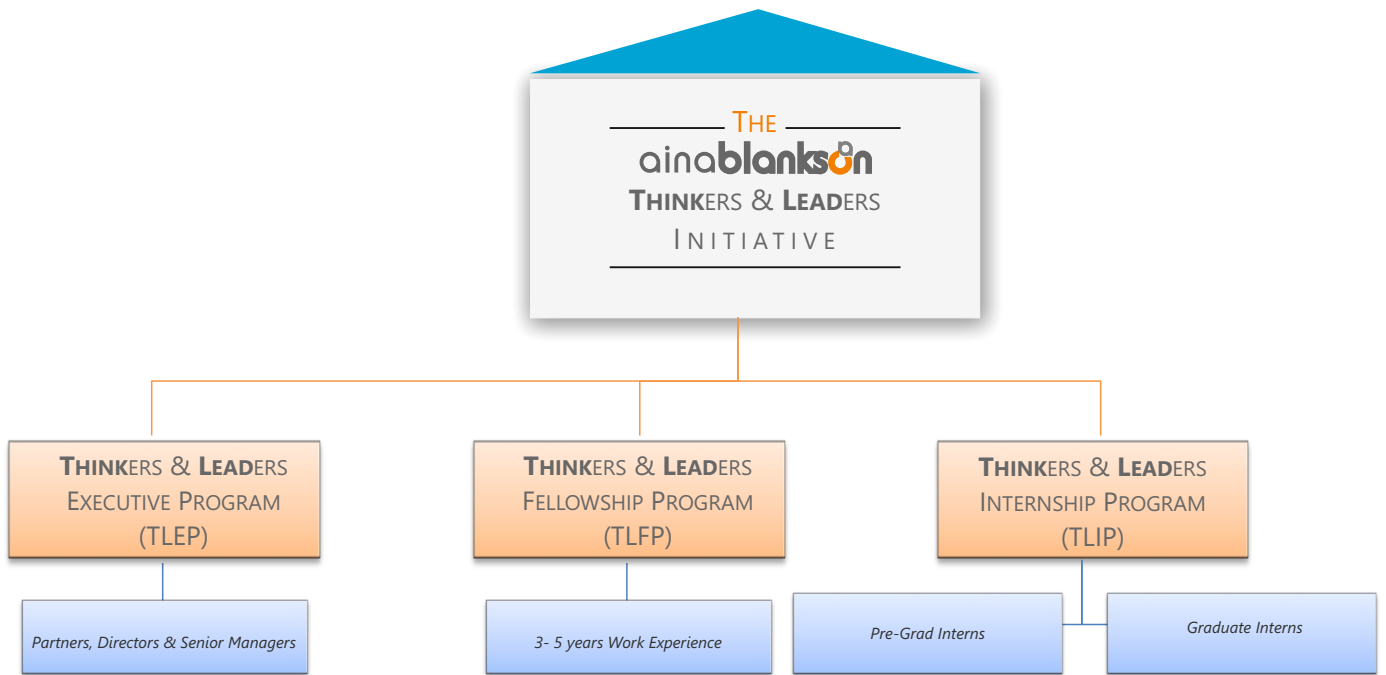 THE
ainablankson
THINKERS & LEADERS
INITIATIVE
THINKERS & LEADERS
EXECUTIVE PROGRAM
(TLEP)
THINKERS & LEADERS
FELLOWSHIP PROGRAM
(TLFP)
THINKERS & LEADERS
INTERNSHIP PROGRAM
(TLIP)
Partners, Directors & Senior Managers
3- 5 years Work Experience
Pre-Grad Interns
Graduate Interns